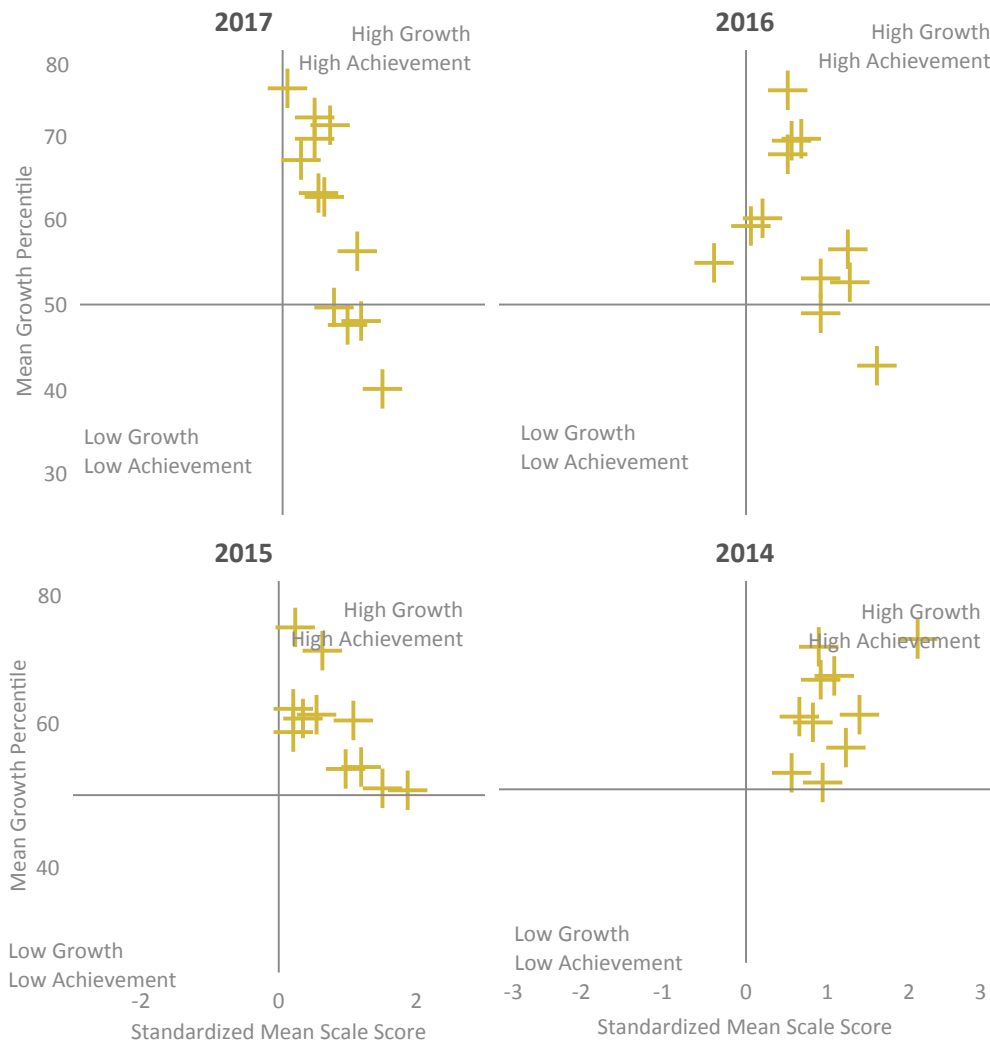 2017
High Growth
High Achievement
80
70
60
50
40
30
Mean Growth Percentile
Low Growth
Low Achievement
2016
High Growth
High Achievement
Low Growth
Low Achievement
2015
High Growth
High Achievement
80
60
40
Mean Growth Percentile
Low Growth
Low Achievement
-2
0
2
Standardized Mean Scale Score
2014
High Growth
High Achievement
Low Growth
Low Achievement
-3
-2
-1
0
1
2
3
Standardized Mean Scale Score